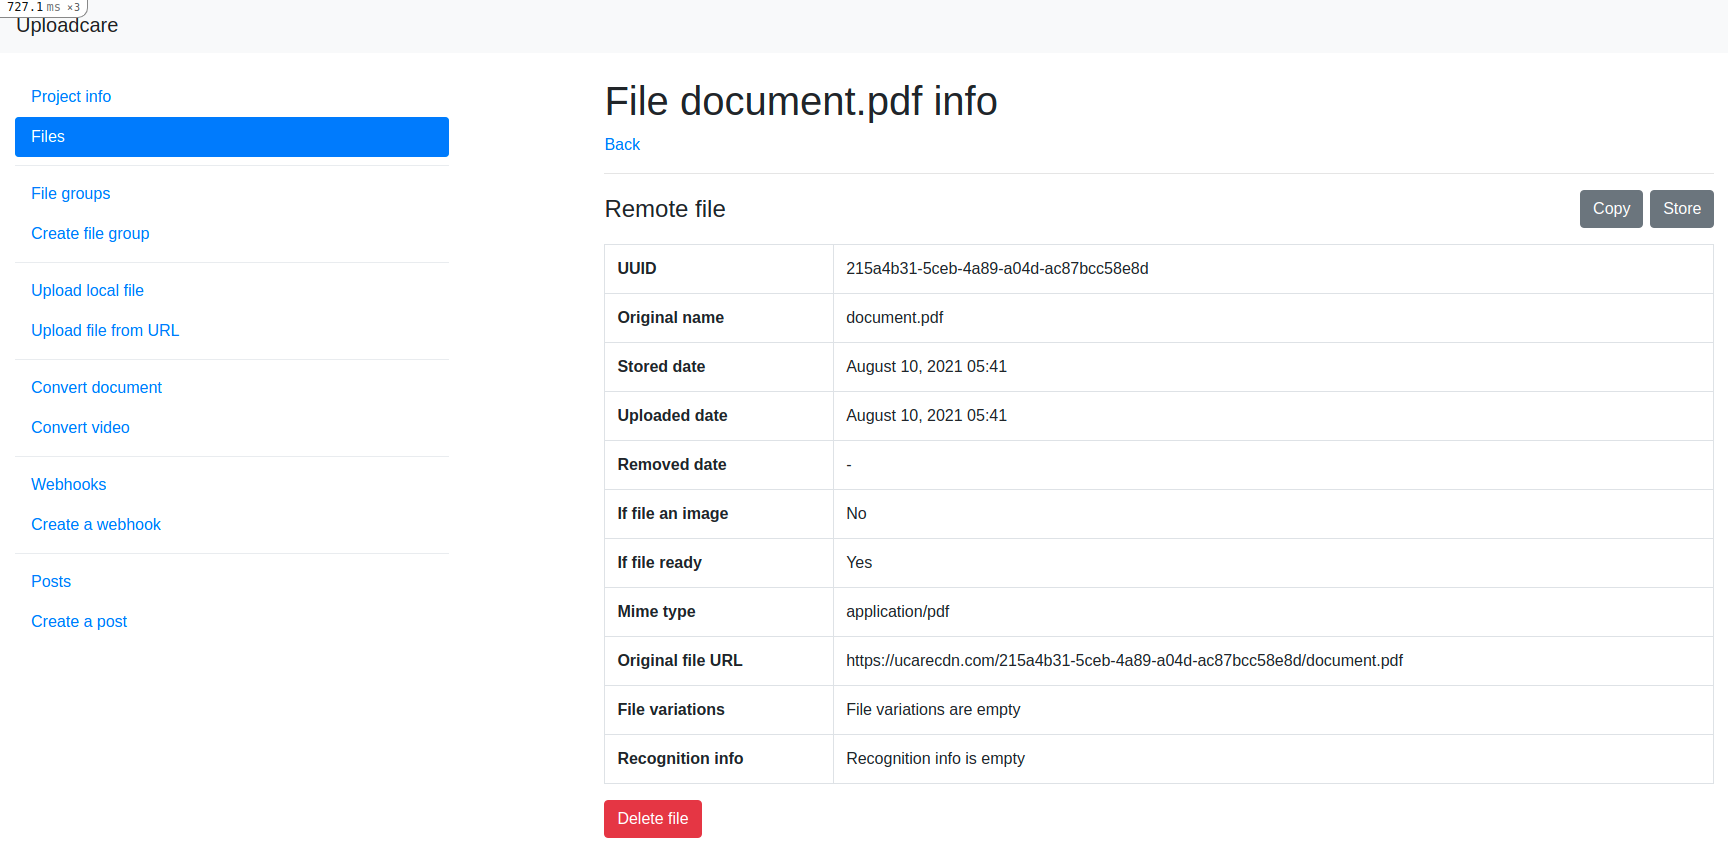 727.1 ms ×3
Uploadcare
Project info
Files
File groups
Create file group
Upload local file
Upload file from URL
Convert document
Convert video
Webhooks
Create a webhook
Posts
Create a post
File document.pdf info
Back
Remote file
Copy Store
UUID 215a4b31-5ceb-4a89-a04d-ac87bcc58e8d
Original name document.pdf
Stored date August 10, 2021 05:41
Uploaded date August 10, 2021 05:41
Removed date -
If file an image No
If file ready Yes
Mime type application/pdf
Original file URL https://ucarecdn.com/215a4b31-5ceb-4a89-a04d-ac87bcc58e8d/document.pdf
File variations File variations are empty
Recognition info Recognition info is empty
Delete file